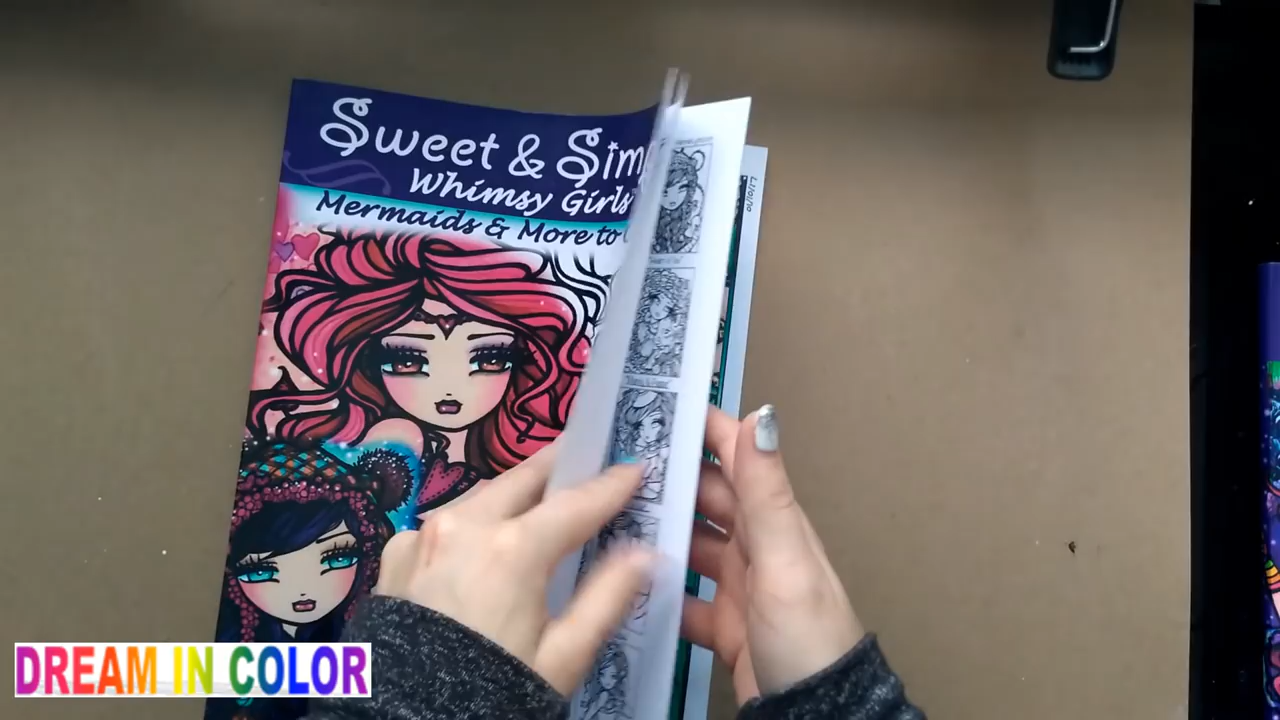 Sweet & Sim
Whimsy Girls
Mermaids & More to
DREAM IN COLOR